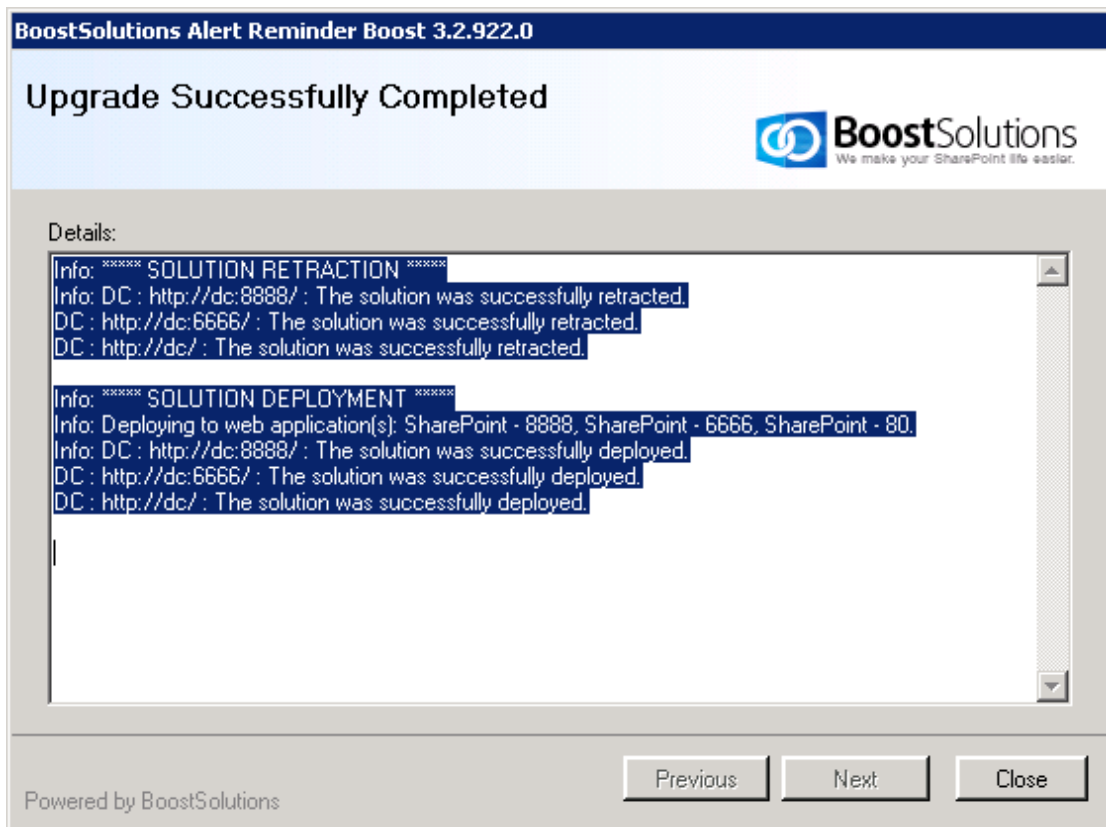 BoostSolutions Alert Reminder Boost 3.2.922.0
Upgrade Successfully Completed
BoostSolutions
We make your SharePoint life easier.
Details:
Info: ***** SOLUTION RETRACTION *****
Info: DC : http://dc:8888/ : The solution was successfully retracted.
DC : http://dc:6666/ : The solution was successfully retracted.
DC : http://dc/ : The solution was successfully retracted.
Info: ***** SOLUTION DEPLOYMENT *****
Info: Deploying to web application(s): SharePoint - 8888, SharePoint - 6666, SharePoint - 80.
Info: DC : http://dc:8888/ : The solution was successfully deployed.
DC : http://dc:6666/ : The solution was successfully deployed.
DC : http://dc/ : The solution was successfully deployed.
Previous
Next
Close
Powered by BoostSolutions